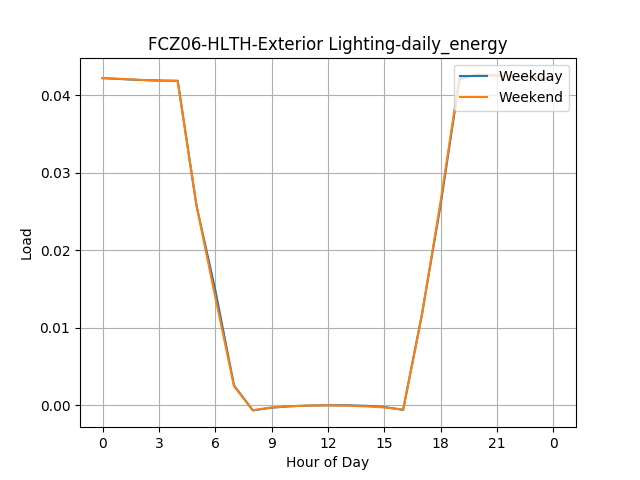 FCZ06-HLTH-Exterior Lighting-daily_energy
Weekday
Weekend
0.04
0.03
0.02
0.01
0.00
Load
0 3 6 9 12 15 18 21 0
Hour of Day